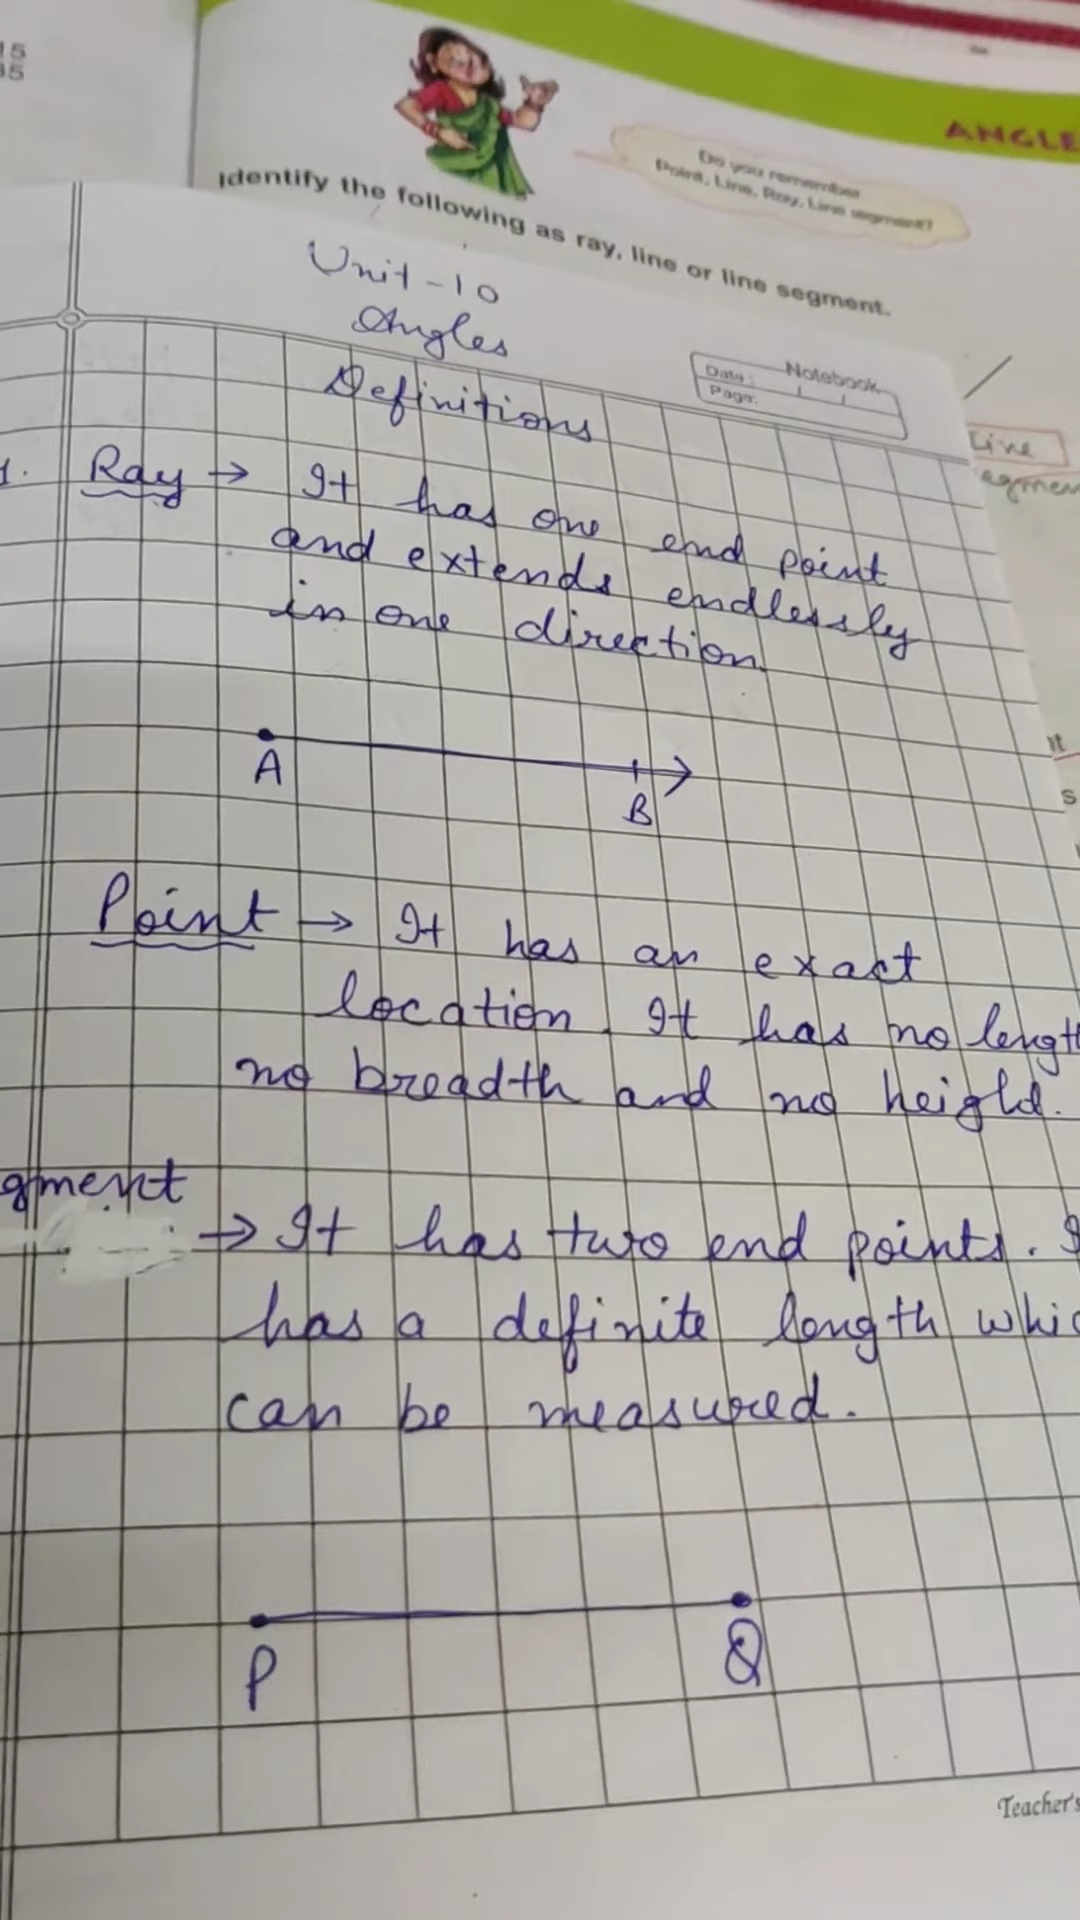 15
35
ANGLE
Do you remember
Point, Line, Ray, Line segment?
Identify the following as ray, line or line segment.
Unit-10
Angles
Notebook
Date: / /
Page:
Definitions
Line
egmen
1. Ray → It has one end point
and extends endlessly
in one direction.
A
B
Point → It has an exact
location. It has no lengt
no breadth and no height.
gment
→ It has two end points.
has a definite length whic
can be measured.
P
Q
Teacher's